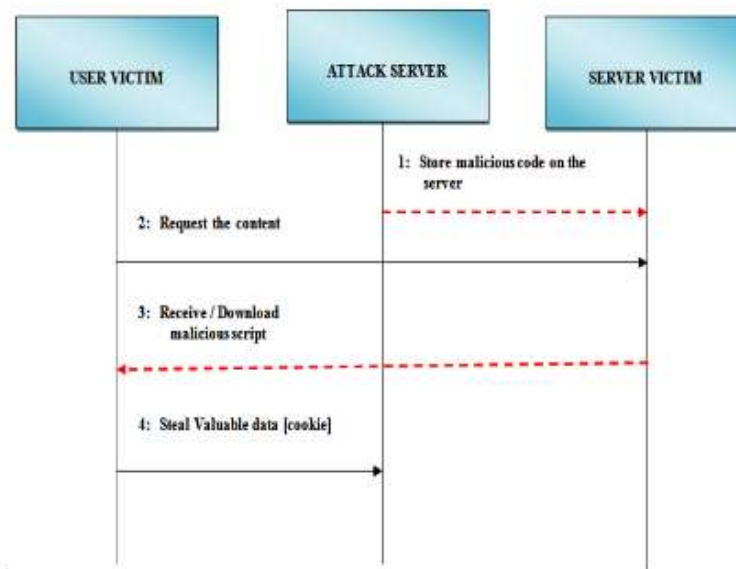 USER VICTIM
ATTACK SERVER
SERVER VICTIM
1: Store malicious code on the
server
2: Request the content
3: Receive / Download
malicious script
4: Steal Valuable data [cookie]